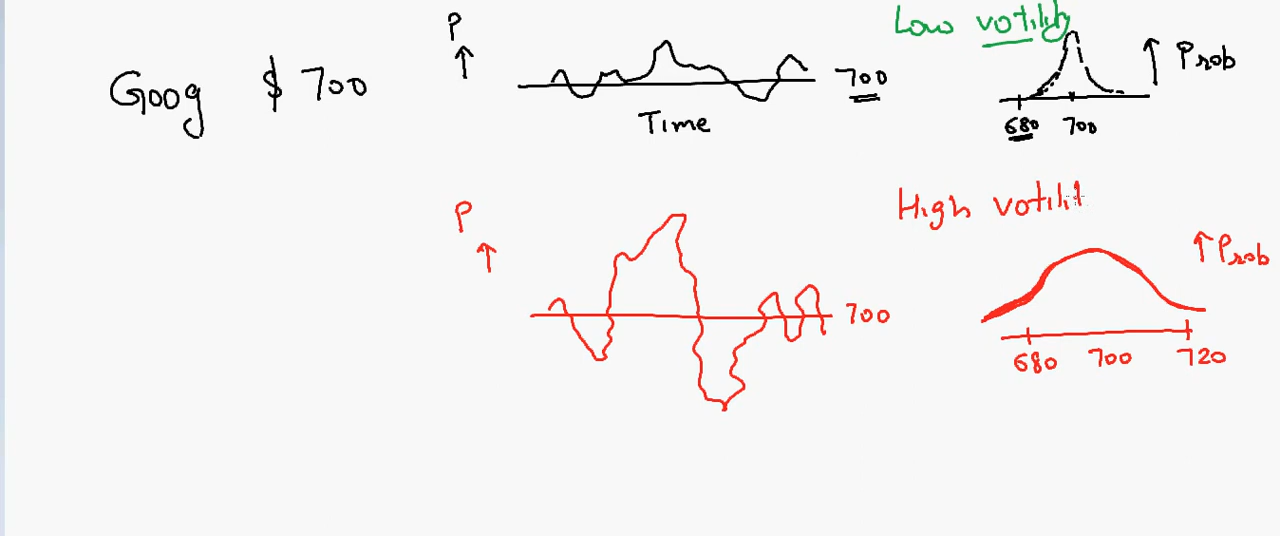 Goog $ 700
P
↑
700
Time
Low votility
↑ Prob
680 700
P
↑
700
High votilit
↑ Prob
680 700 720